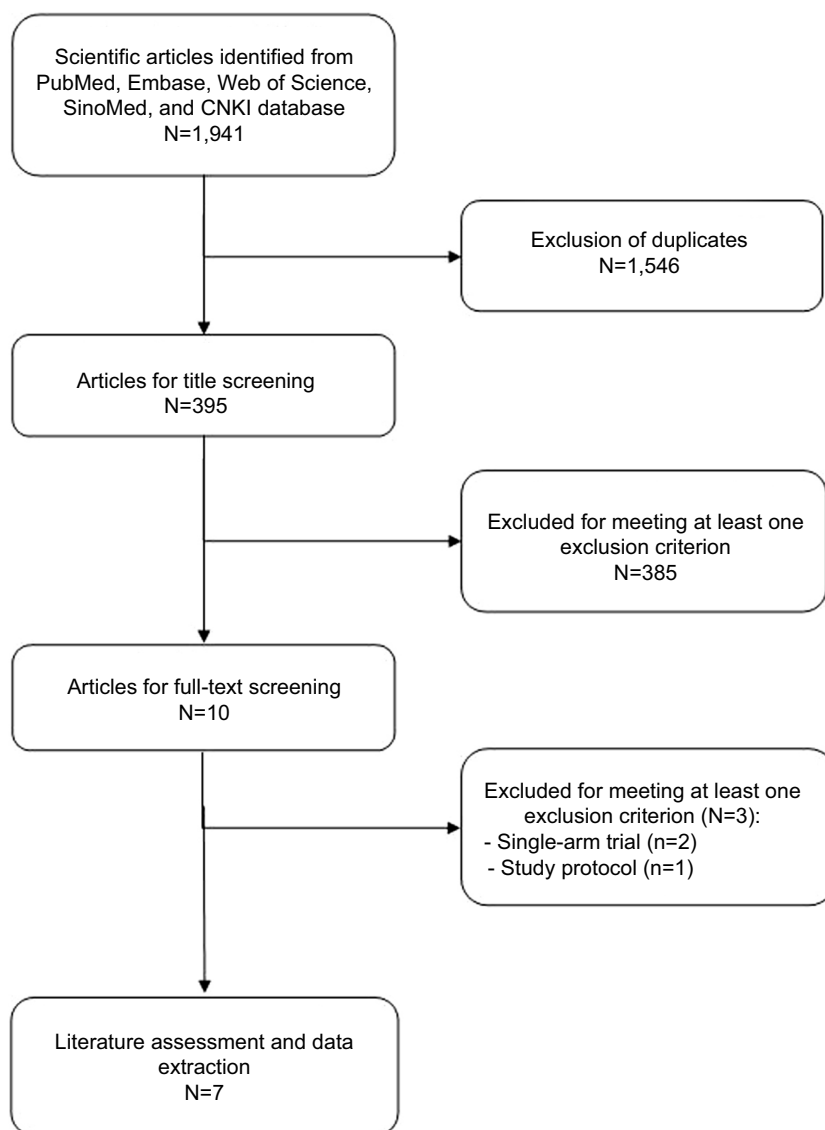 Scientific articles identified from
PubMed, Embase, Web of Science,
SinoMed, and CNKI database
N=1,941
Exclusion of duplicates
N=1,546
Articles for title screening
N=395
Excluded for meeting at least one
exclusion criterion
N=385
Articles for full-text screening
N=10
Excluded for meeting at least one
exclusion criterion (N=3):
- Single-arm trial (n=2)
- Study protocol (n=1)
Literature assessment and data
extraction
N=7